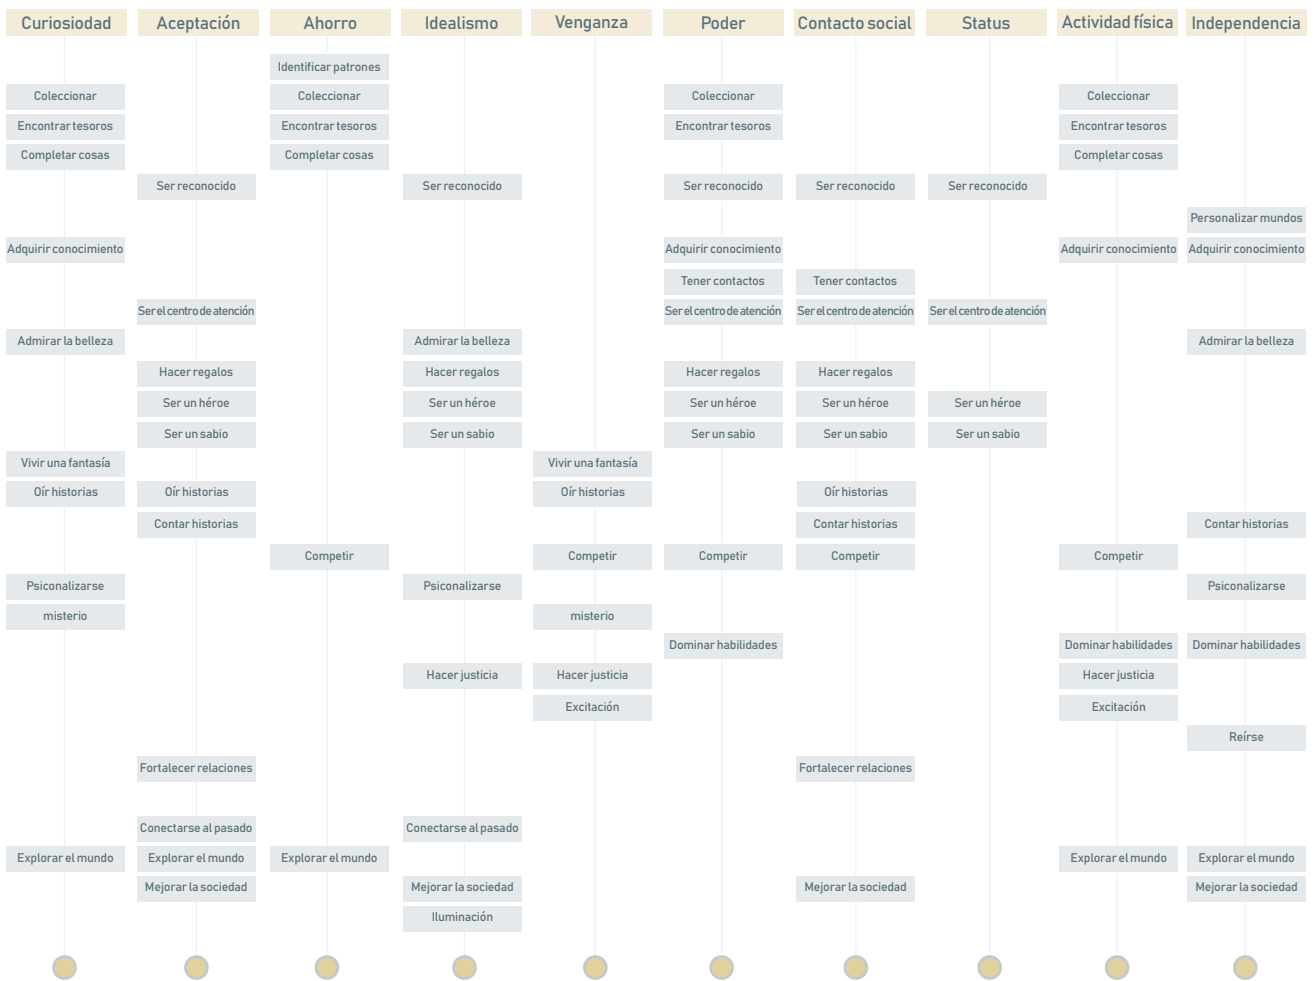 Curiosiodad Aceptación Ahorro Idealismo Venganza Poder Contacto social Status Actividad física Independencia
Identificar patrones
Coleccionar Coleccionar Coleccionar Coleccionar
Encontrar tesoros Encontrar tesoros Encontrar tesoros Encontrar tesoros
Completar cosas Completar cosas Completar cosas
Ser reconocido Ser reconocido Ser reconocido Ser reconocido Ser reconocido
Personalizar mundos
Adquirir conocimiento Adquirir conocimiento Adquirir conocimiento Adquirir conocimiento
Tener contactos Tener contactos
Ser el centro de atención Ser el centro de atención Ser el centro de atención Ser el centro de atención
Admirar la belleza Admirar la belleza Admirar la belleza
Hacer regalos Hacer regalos Hacer regalos Hacer regalos
Ser un héroe Ser un héroe Ser un héroe Ser un héroe Ser un héroe
Ser un sabio Ser un sabio Ser un sabio Ser un sabio Ser un sabio
Vivir una fantasía Vivir una fantasía
Oír historias Oír historias Oír historias Oír historias
Contar historias Contar historias Contar historias
Competir Competir Competir Competir Competir
Psiconalizarse Psiconalizarse Psiconalizarse
misterio misterio
Dominar habilidades Dominar habilidades Dominar habilidades
Hacer justicia Hacer justicia Hacer justicia
Excitación Excitación
Reírse
Fortalecer relaciones Fortalecer relaciones
Conectarse al pasado Conectarse al pasado
Explorar el mundo Explorar el mundo Explorar el mundo Explorar el mundo Explorar el mundo
Mejorar la sociedad Mejorar la sociedad Mejorar la sociedad Mejorar la sociedad
Iluminación